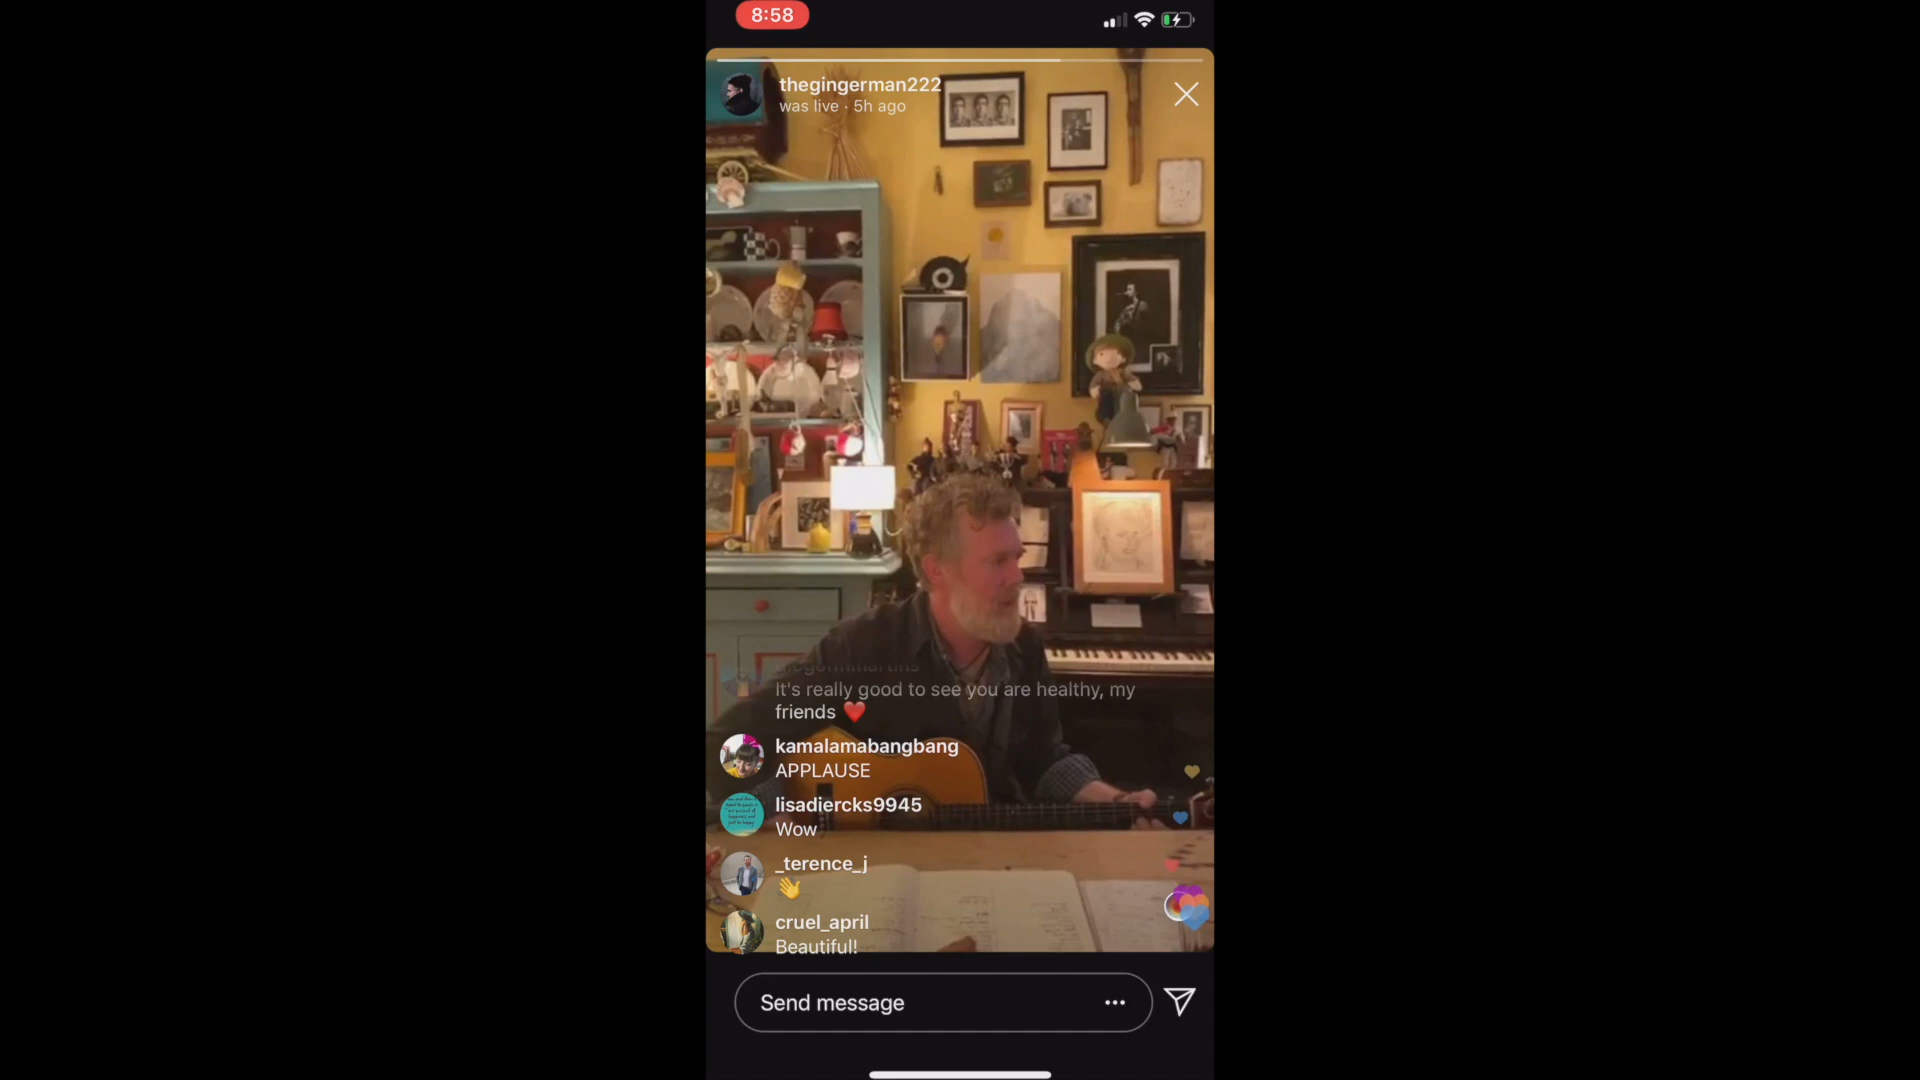 8:58
thegingerman222
was live · 5h ago
It's really good to see you are healthy, my
friends ❤️
kamalamabangbang
APPLAUSE
lisadiercks9945
Wow
_terence_j
👋
cruel_april
Beautiful!
Send message